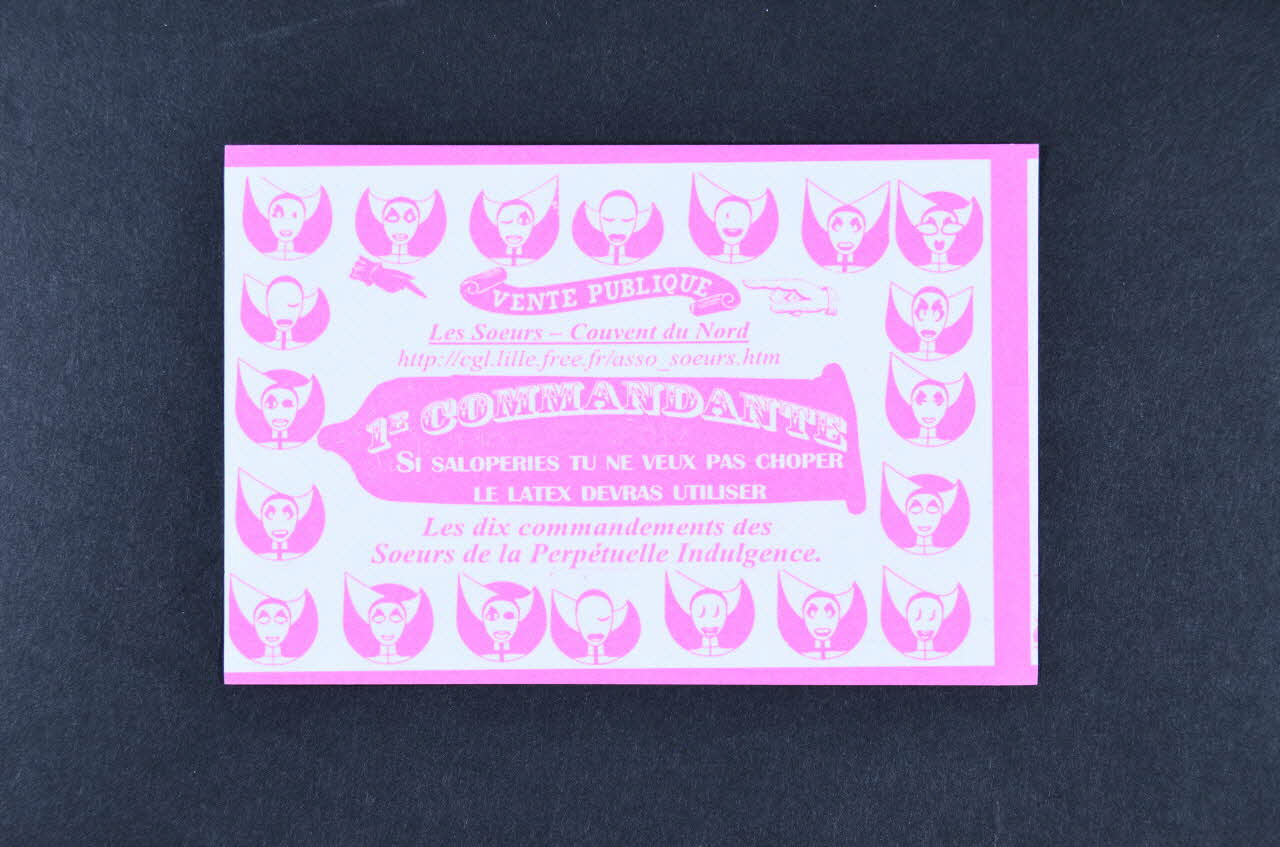 VENTE PUBLIQUE
Les Soeurs – Couvent du Nord
http://cgl.lille.free.fr/asso_soeurs.htm
1E COMMANDANTE
SI SALOPERIES TU NE VEUX PAS CHOPER
LE LATEX DEVRAS UTILISER
Les dix commandements des
Soeurs de la Perpétuelle Indulgence.